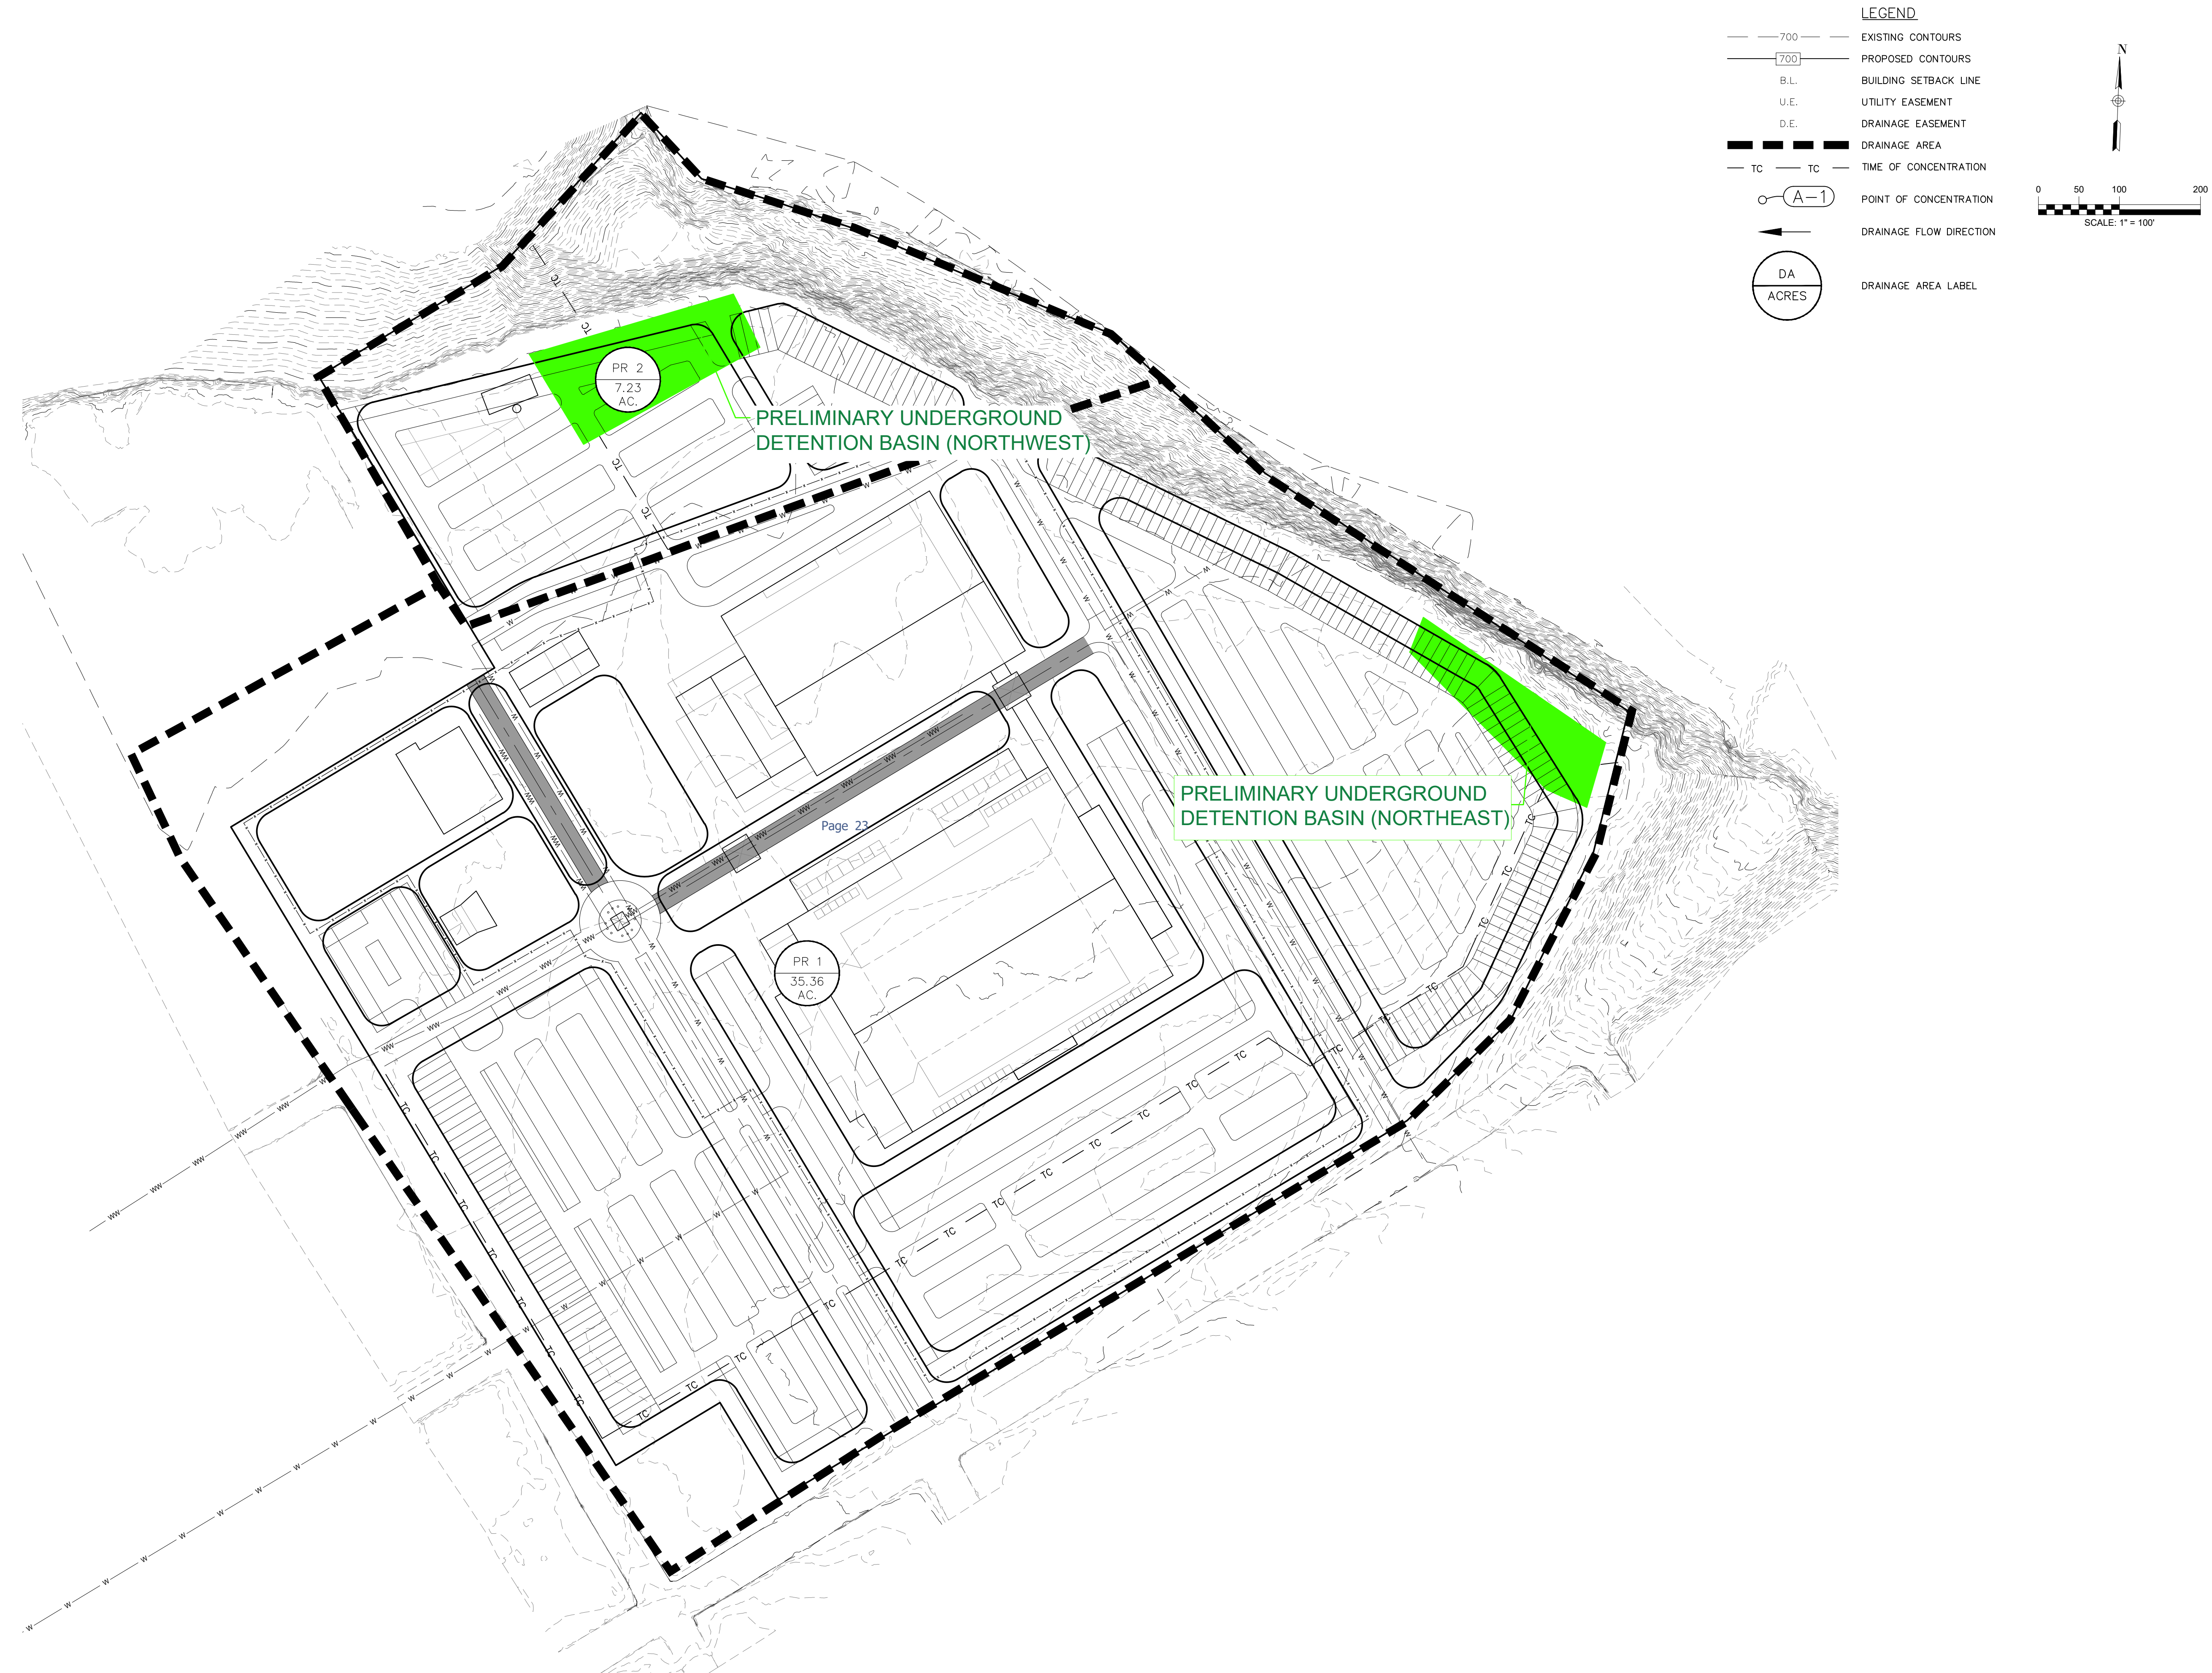 LEGEND
700 EXISTING CONTOURS
700 PROPOSED CONTOURS
B.L. BUILDING SETBACK LINE
U.E. UTILITY EASEMENT
D.E. DRAINAGE EASEMENT
DRAINAGE AREA
TC TC TIME OF CONCENTRATION
A-1 POINT OF CONCENTRATION
DRAINAGE FLOW DIRECTION
DA
ACRES
DRAINAGE AREA LABEL
N
0 50 100 200
SCALE: 1" = 100'
PR 2
7.23
AC.
PRELIMINARY UNDERGROUND
DETENTION BASIN (NORTHWEST)
PRELIMINARY UNDERGROUND
DETENTION BASIN (NORTHEAST)
Page 23
PR 1
35.36
AC.